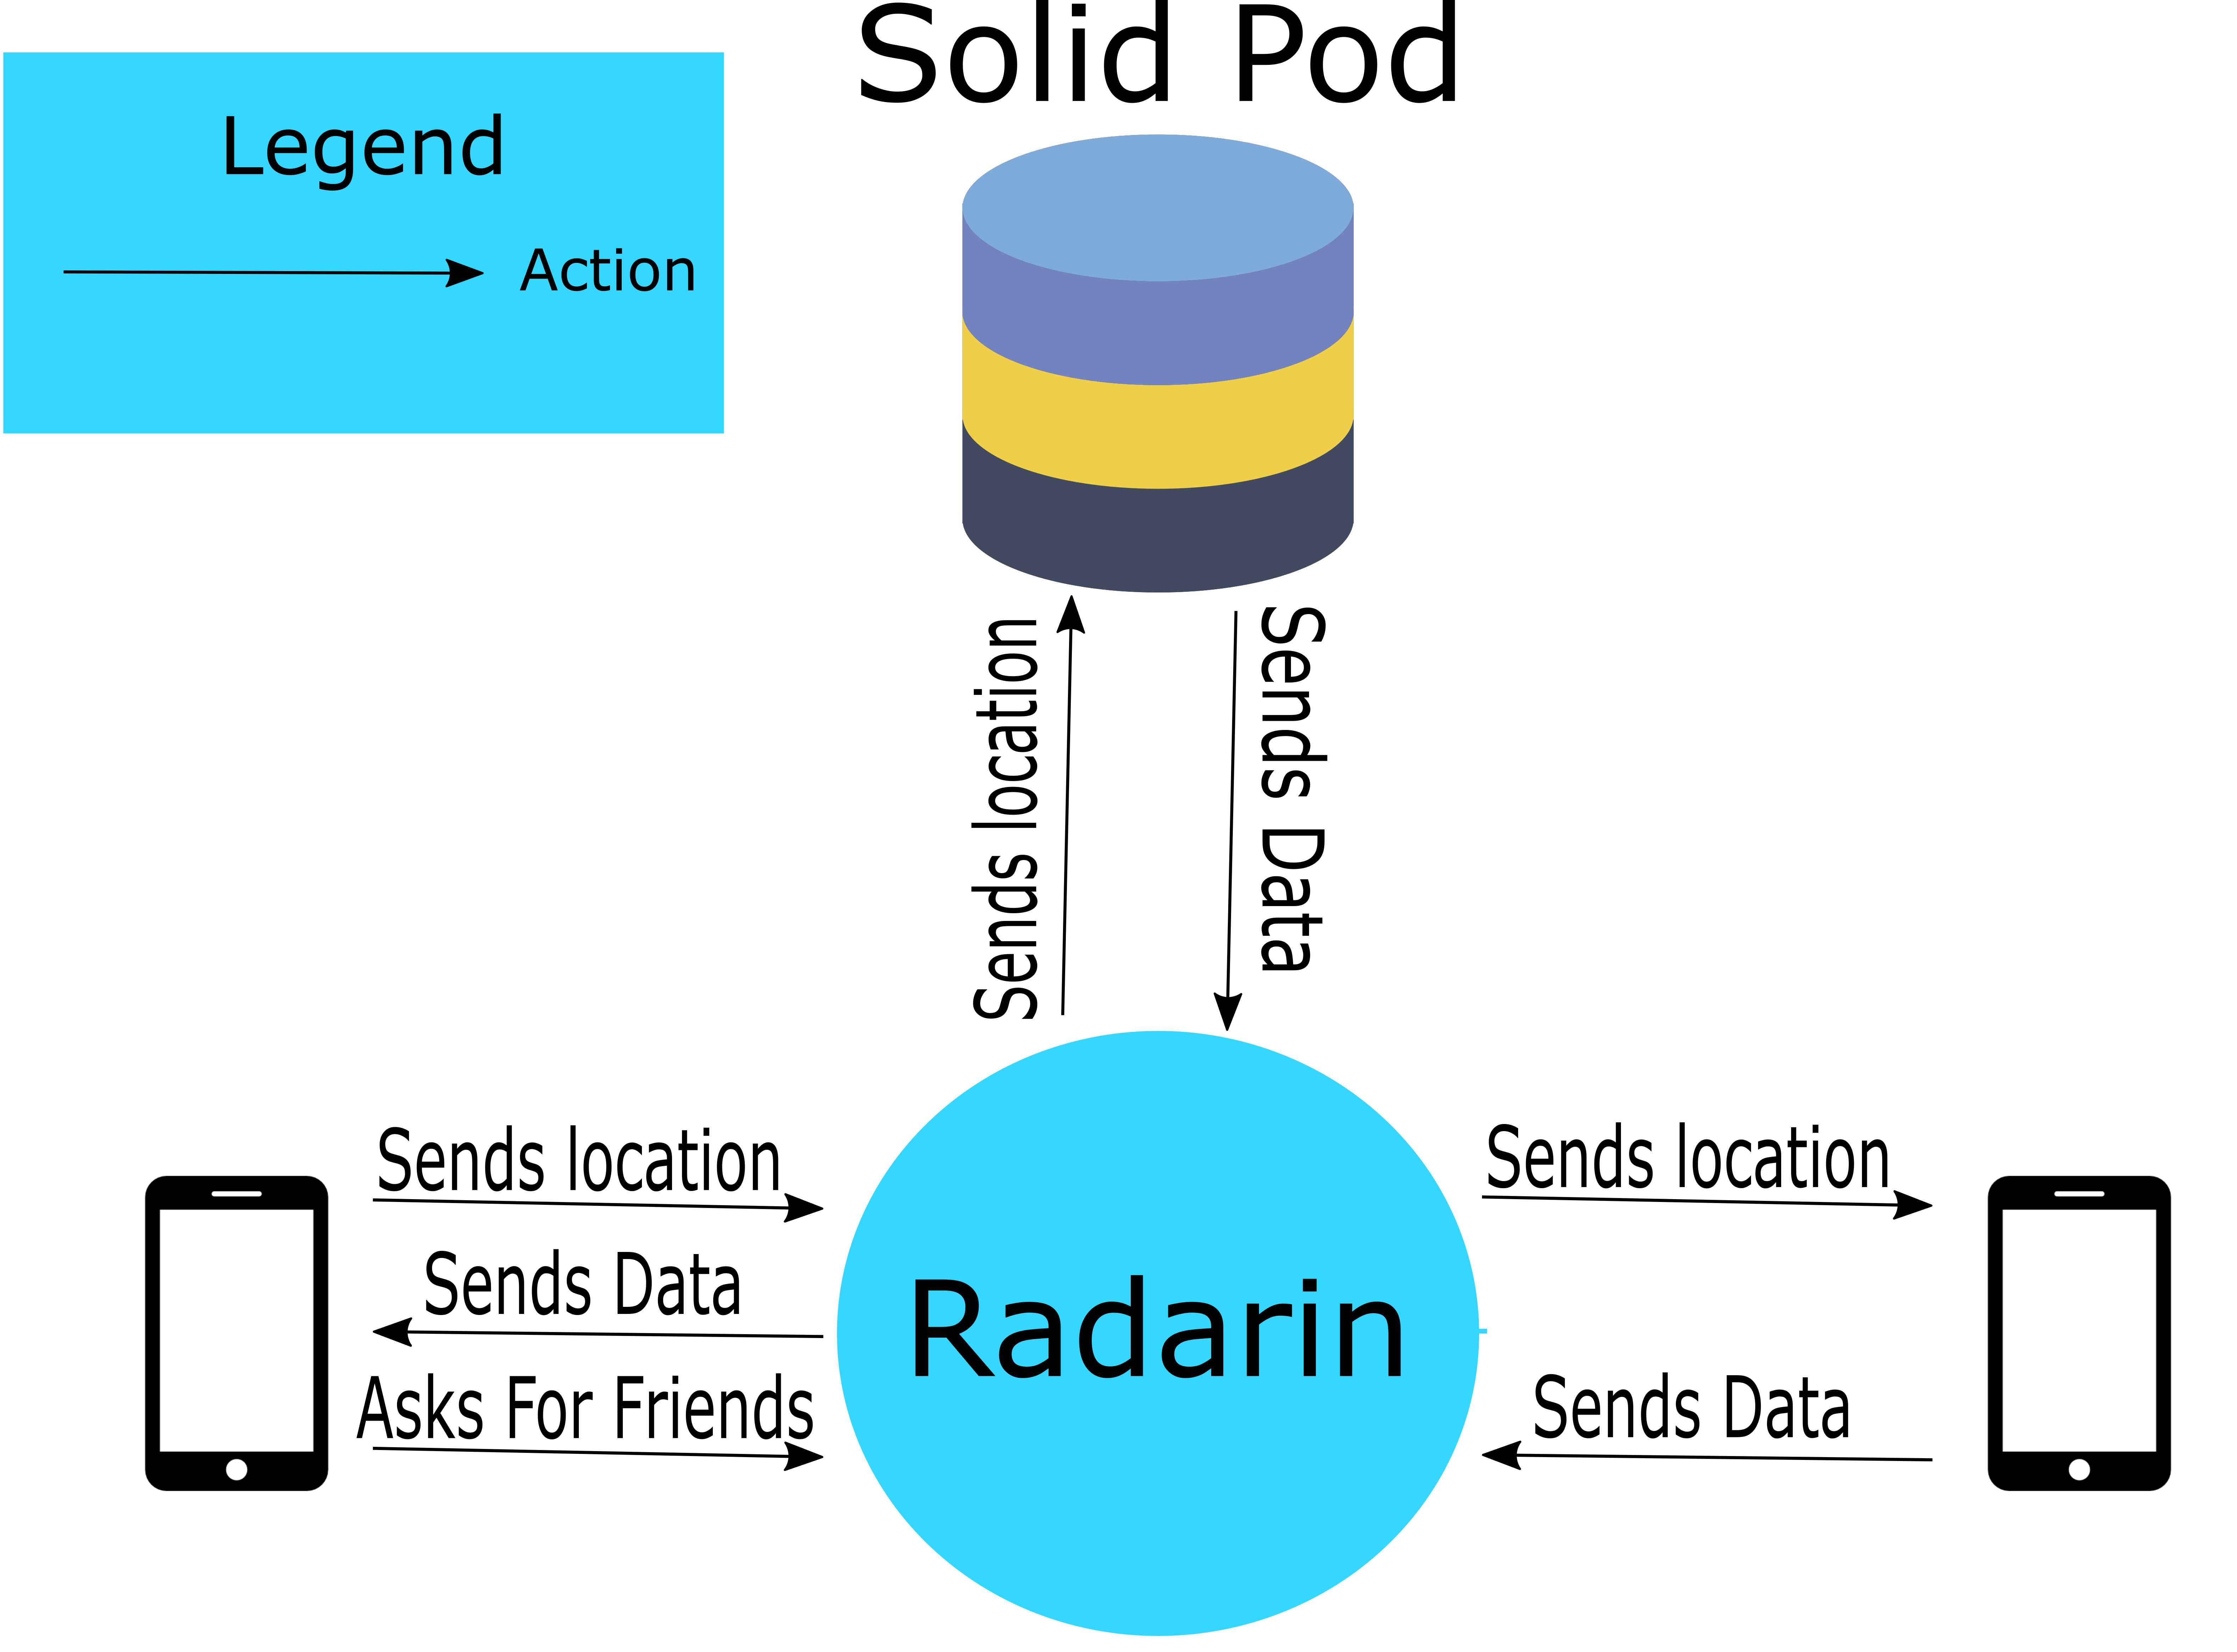 Solid Pod
Legend
Action
Sends location
Sends Data
Sends location
Sends Data
Asks For Friends
Radarin
Sends location
Sends Data